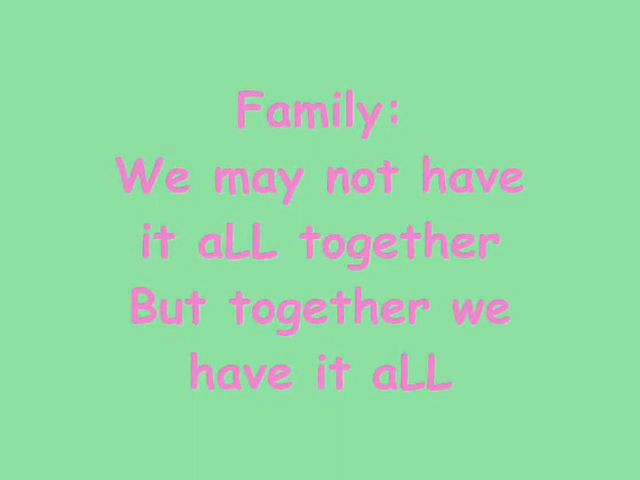 Family:
We may not have
it aLL together
But together we
have it aLL